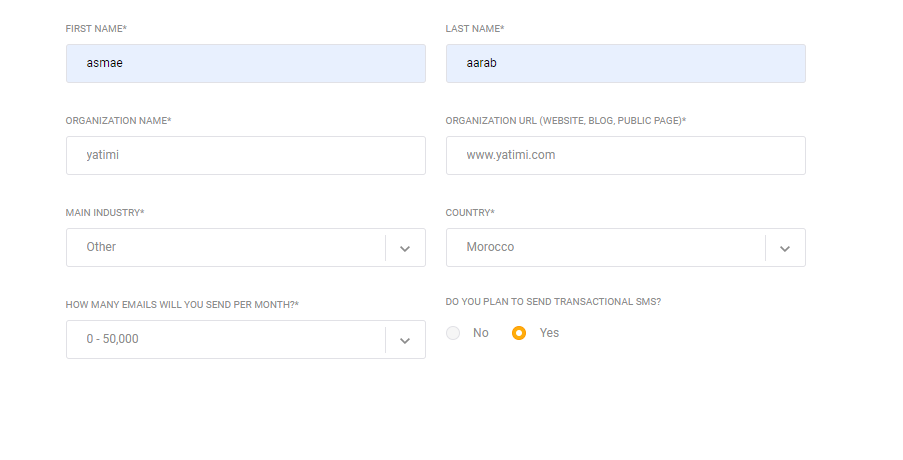 FIRST NAME*
LAST NAME*
asmae
aarab
ORGANIZATION NAME*
ORGANIZATION URL (WEBSITE, BLOG, PUBLIC PAGE)*
yatimi
www.yatimi.com
MAIN INDUSTRY*
COUNTRY*
Other
Morocco
HOW MANY EMAILS WILL YOU SEND PER MONTH?*
DO YOU PLAN TO SEND TRANSACTIONAL SMS?
0 - 50,000
No
Yes